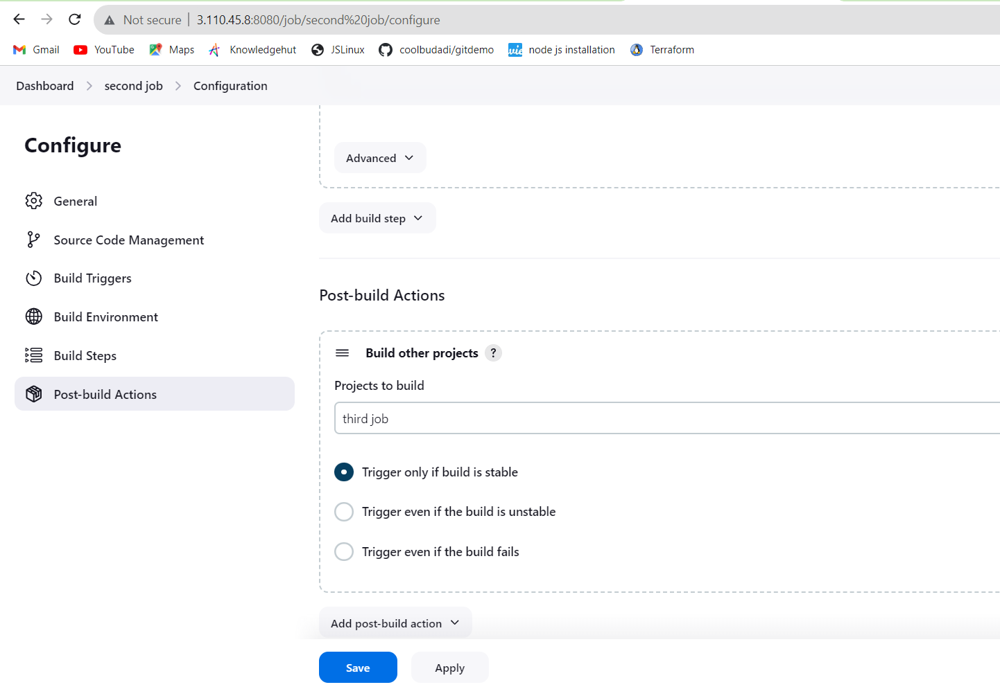 Not secure 3.110.45.8:8080/job/second%20job/configure
Gmail YouTube Maps Knowledgehut JSLinux coolbudadi/gitdemo vie node js installation Terraform
Dashboard second job Configuration
Configure
General
Source Code Management
Build Triggers
Build Environment
Build Steps
Post-build Actions
Advanced
Add build step
Post-build Actions
Build other projects ?
Projects to build
third job
Trigger only if build is stable
Trigger even if the build is unstable
Trigger even if the build fails
Add post-build action
Save Apply